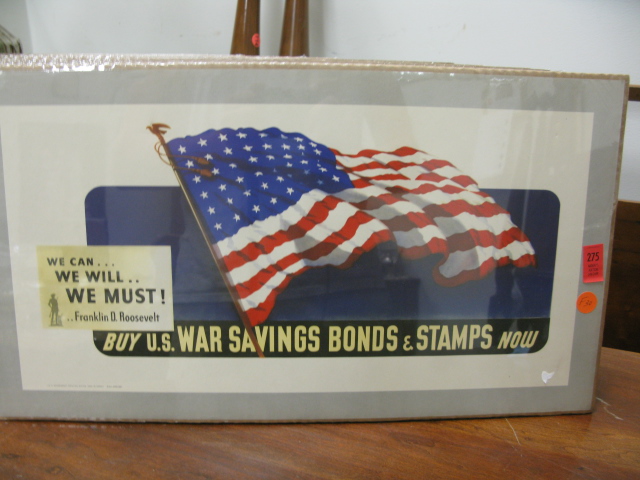 WE CAN...
WE WILL..
WE MUST!
..Franklin D. Roosevelt
BUY U.S. WAR SAVINGS BONDS & STAMPS NOW
275